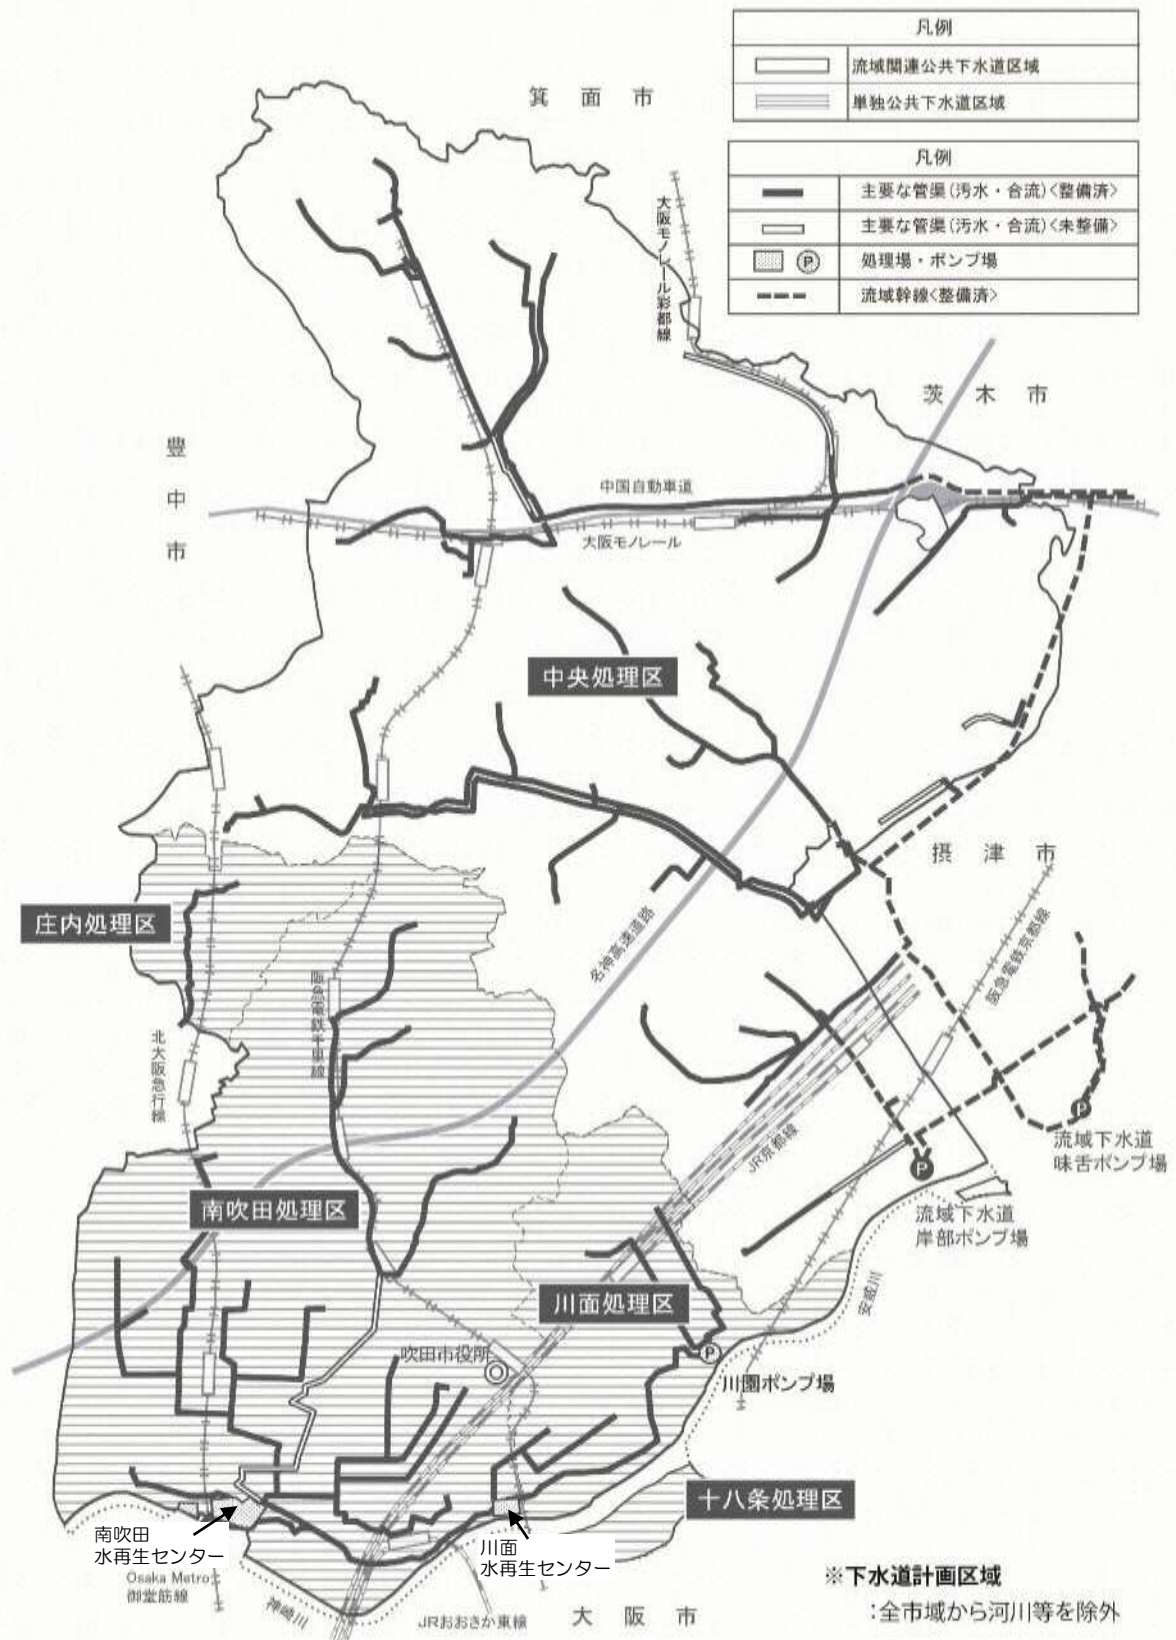 凡例
流域関連公共下水道区域
単独公共下水道区域
凡例
主要な管渠(汚水・合流)<整備済>
主要な管渠(汚水・合流)<未整備>
P
処理場・ポンプ場
流域幹線<整備済>
箕面市
大阪モノレール彩都線
茨木市
豊中市
中国自動車道
大阪モノレール
中央処理区
摂津市
庄内処理区
名神高速道路
阪急電鉄京都線
阪急電鉄千里線
北大阪急行線
P
流域下水道
味舌ポンプ場
JR京都線
P
流域下水道
岸部ポンプ場
南吹田処理区
川面処理区
安威川
吹田市役所
P
川園ポンプ場
十八条処理区
南吹田
水再生センター
川面
水再生センター
Osaka Metro
御堂筋線
神崎川
JRおおさか東線
大阪市
※下水道計画区域
:全市域から河川等を除外